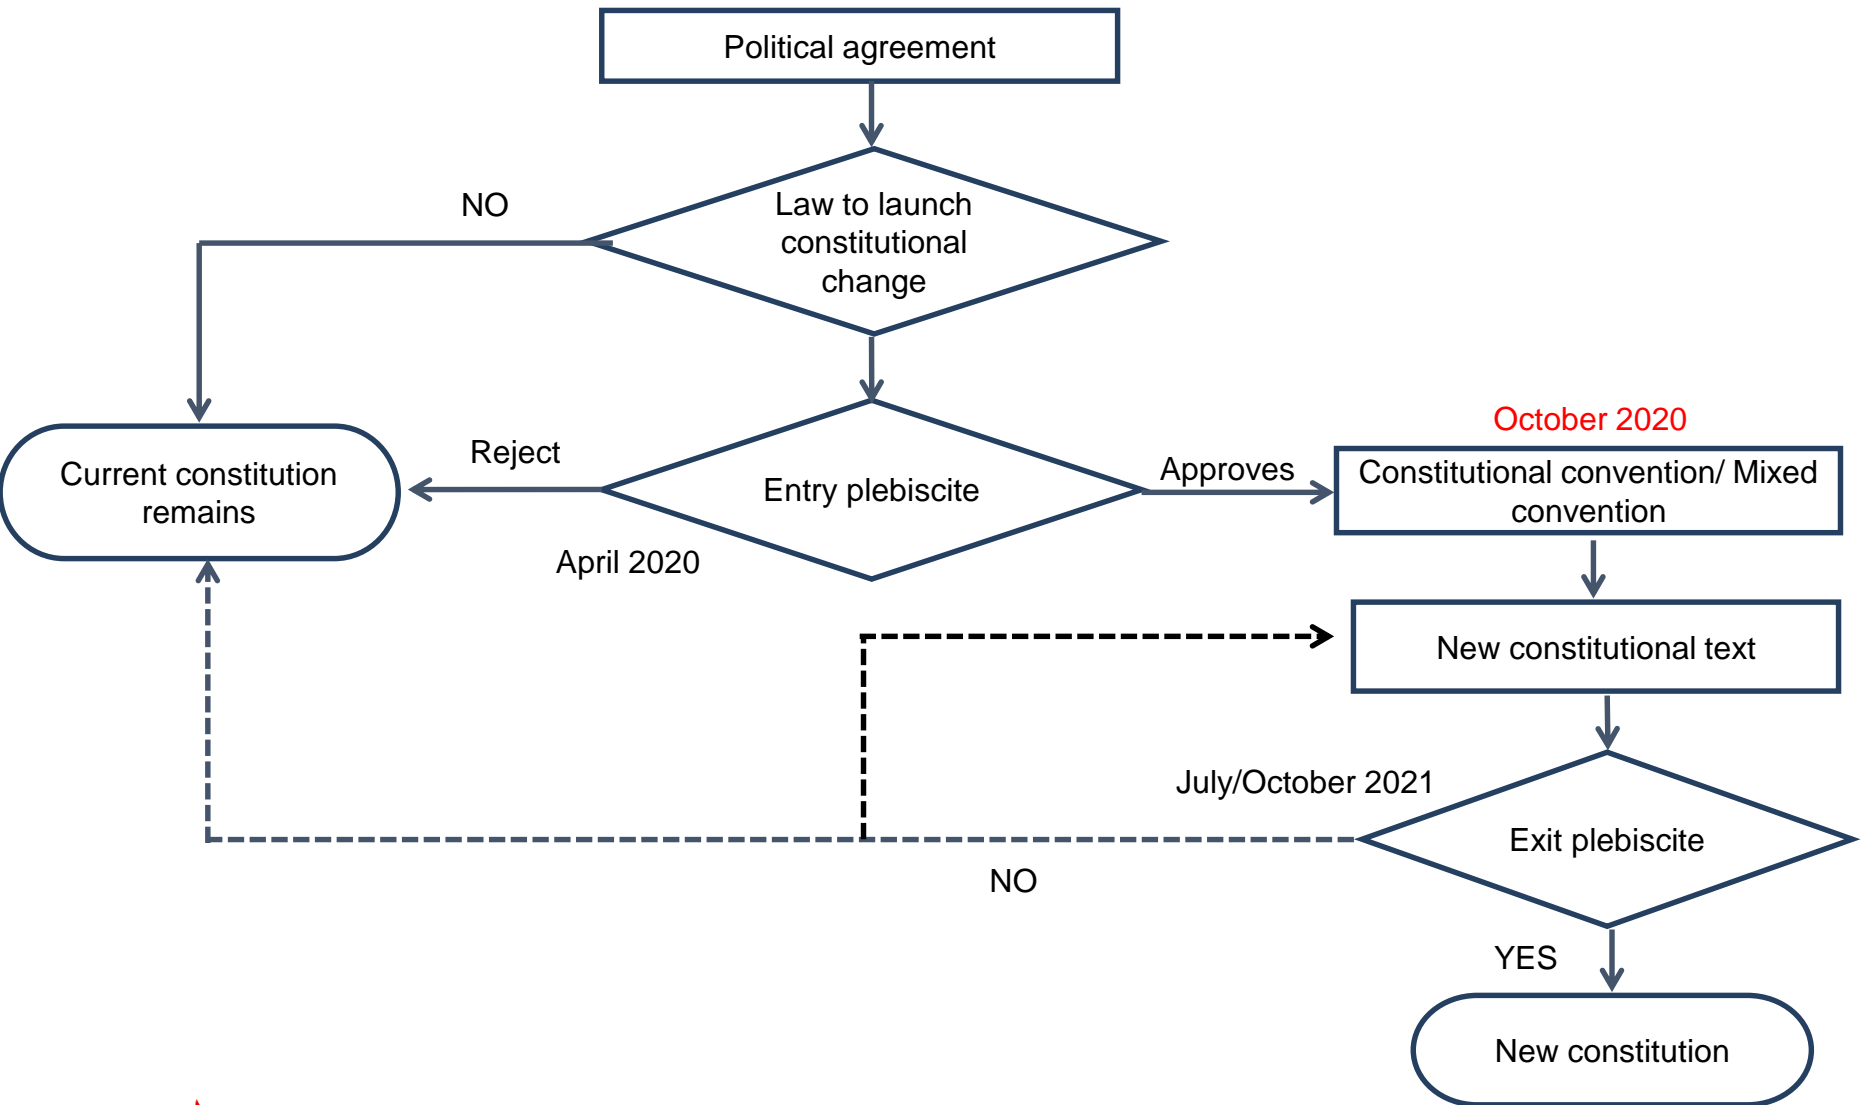 Political agreement
NO
Law to launch
constitutional
change
October 2020
Current constitution
remains
Reject
Entry plebiscite
Approves
Constitutional convention/ Mixed
convention
April 2020
New constitutional text
July/October 2021
Exit plebiscite
NO
YES
New constitution